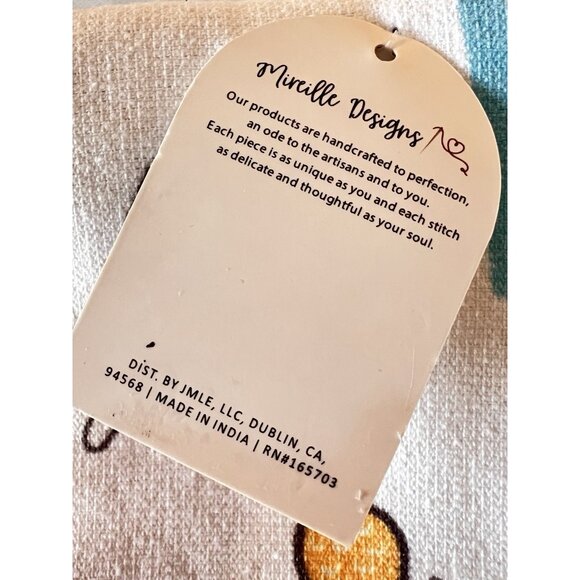 Mireille Designs
Our products are handcrafted to perfection,
an ode to the artisans and to you.
Each piece is as unique as you and each stitch
as delicate and thoughtful as your soul.
DIST. BY JMLE, LLC, DUBLIN, CA,
94568 | MADE IN INDIA | RN#165703